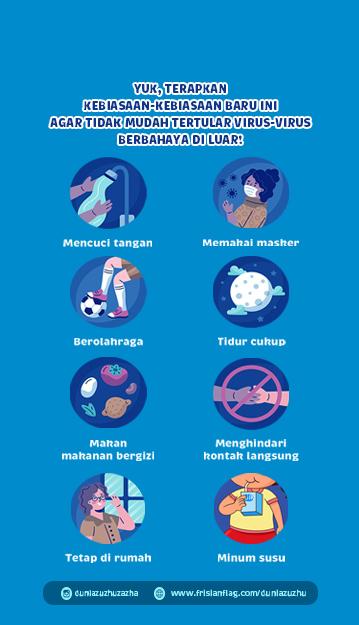 YUK, TERAPKAN
KEBIASAAN-KEBIASAAN BARU INI
AGAR TIDAK MUDAH TERTULAR VIRUS-VIRUS
BERBAHAYA DI LUAR!
Mencuci tangan
Memakai masker
Berolahraga
Tidur cukup
Makan
makanan bergizi
Menghindari
kontak langsung
Tetap di rumah
Minum susu
duniazuzhuzazha
www.frisianflag.com/duniazuzhu